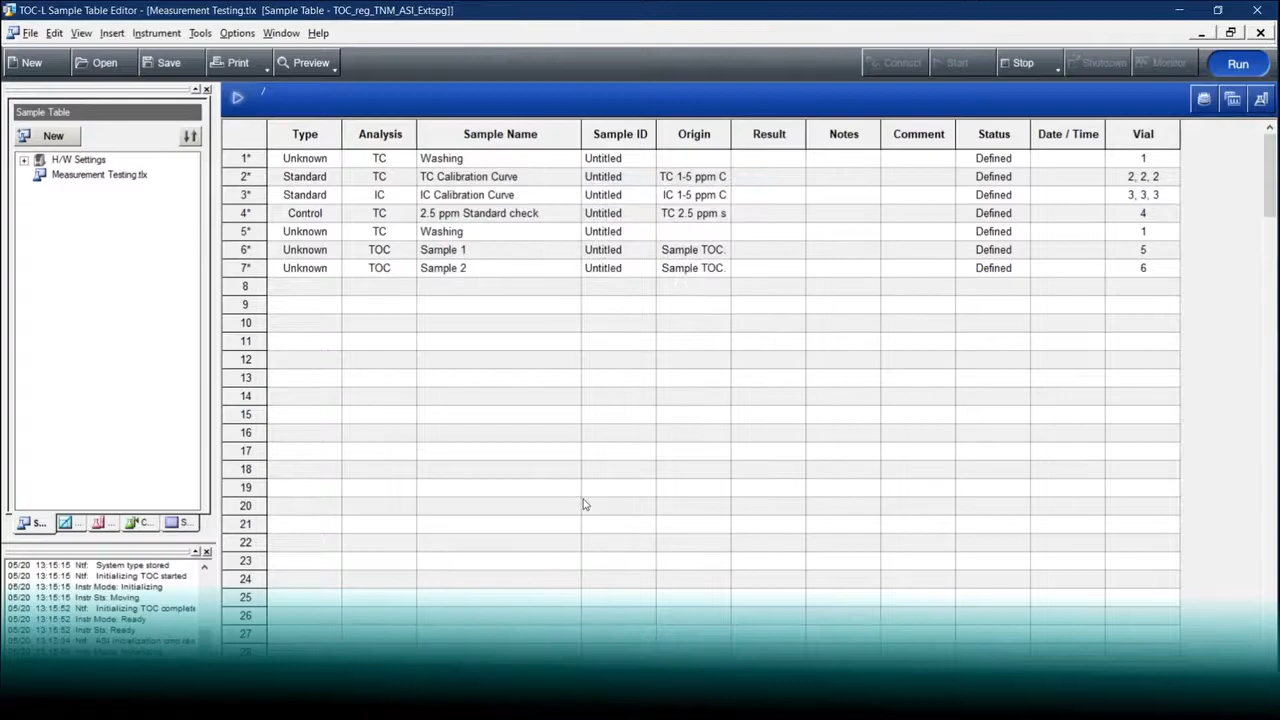 TOC-L Sample Table Editor - [Measurement Testing.tlx [Sample Table - TOC_reg_TNM_ASI_Extspg]]
File Edit View Insert Instrument Tools Options Window Help
New Open Save Print Preview Connect Start Stop Shutdown Monitor Run
/
Sample Table
New
H/W Settings
Measurement Testing.tlx
Type Analysis Sample Name Sample ID Origin Result Notes Comment Status Date / Time Vial
1* Unknown TC Washing Untitled Defined 1
2* Standard TC TC Calibration Curve Untitled TC 1-5 ppm C Defined 2, 2, 2
3* Standard IC IC Calibration Curve Untitled IC 1-5 ppm C Defined 3, 3, 3
4* Control TC 2.5 ppm Standard check Untitled TC 2.5 ppm s Defined 4
5* Unknown TC Washing Untitled Defined 1
6* Unknown TOC Sample 1 Untitled Sample TOC. Defined 5
7* Unknown TOC Sample 2 Untitled Sample TOC. Defined 6
8
9
10
11
12
13
14
15
16
17
18
19
20
21
22
23
24
25
26
27
28
S... ... ... C... S...
05/20 13:15:15 Ntf: System type stored
05/20 13:15:15 Ntf: Initializing TOC started
05/20 13:15:15 Instr Mode: Initializing
05/20 13:15:15 Instr Sts: Moving
05/20 13:15:52 Ntf: Initializing TOC complete
05/20 13:15:52 Instr Mode: Ready
05/20 13:15:52 Instr Sts: Ready